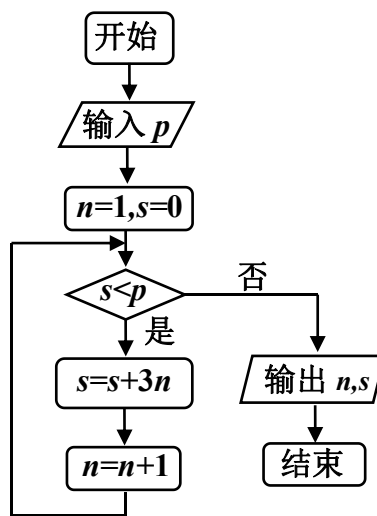 开始
输入 p
n=1,s=0
s<p
否
是
s=s+3n
输出 n,s
n=n+1
结束